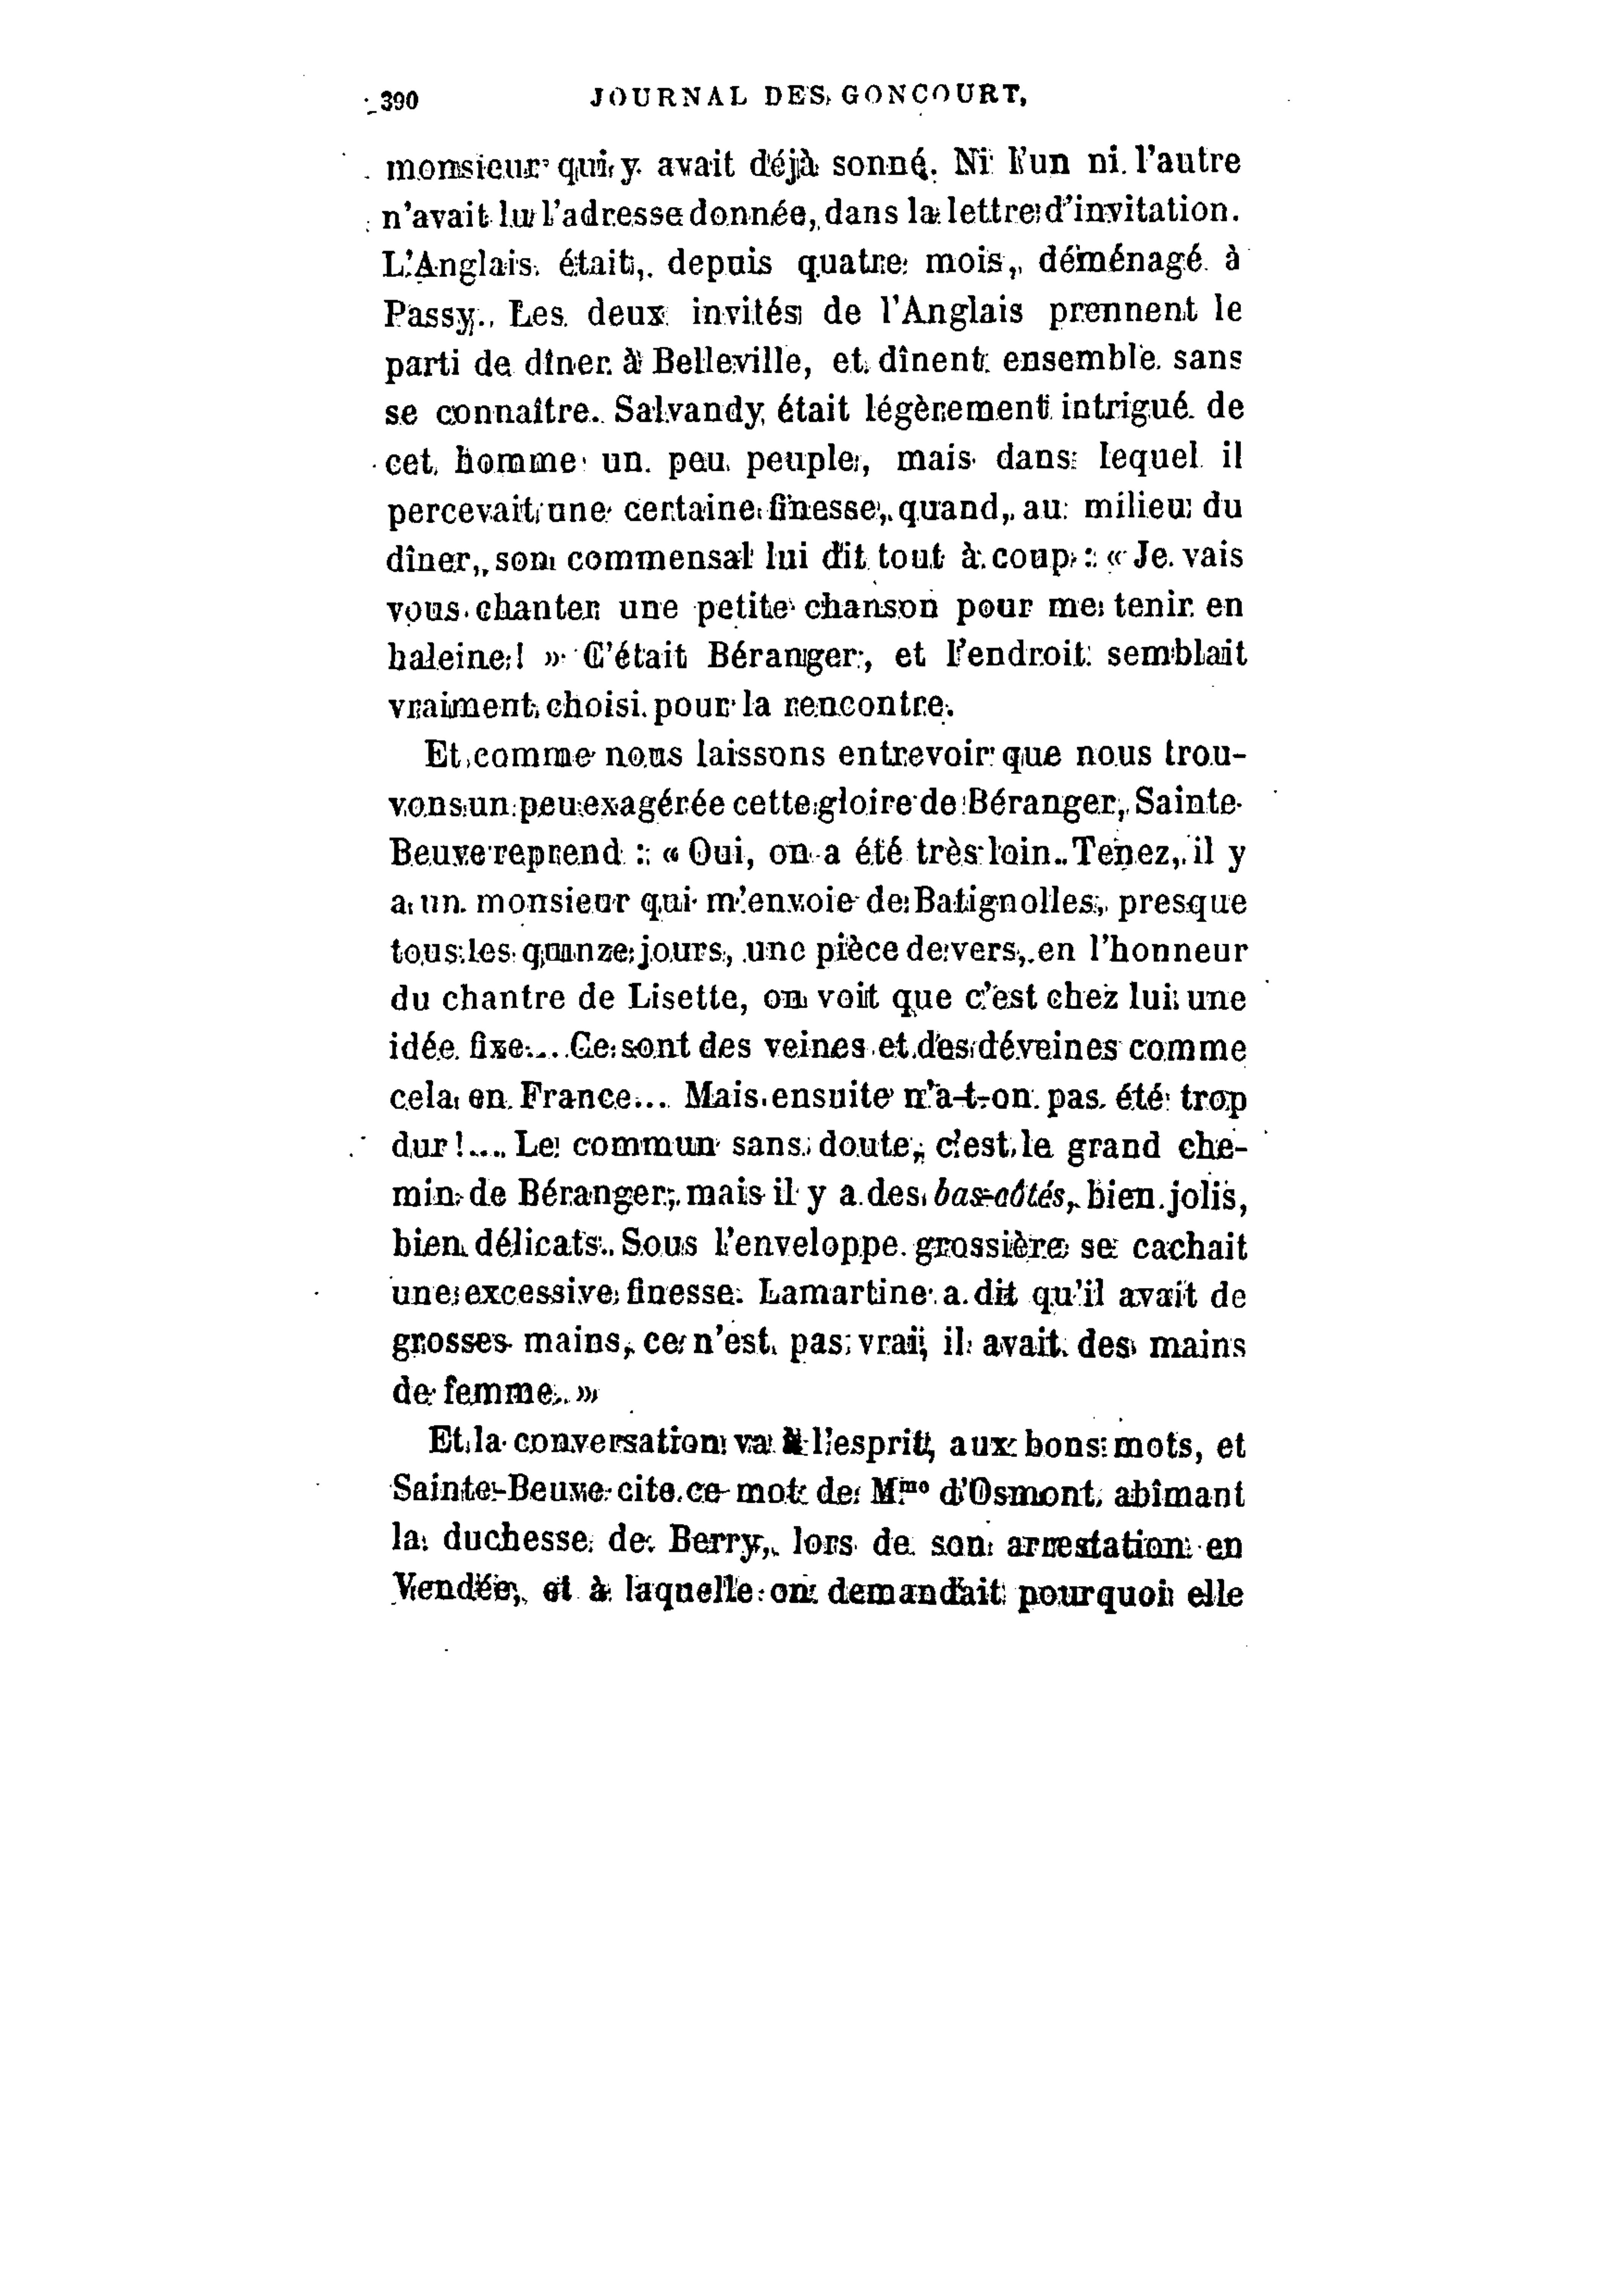 390 JOURNAL DES GONCOURT.
monsieur qui y avait déjà sonné. Ni l'un ni l'autre
n'avait lu l'adresse donnée, dans la lettre d'invitation.
L'Anglais était, depuis quatre mois, déménagé à
Passy. Les deux invités de l'Anglais prennent le
parti de dîner à Belleville, et dînent ensemble sans
se connaître. Salvandy était légèrement intrigué de
cet homme un peu peuple, mais dans lequel il
percevait une certaine finesse, quand, au milieu du
dîner, son commensal lui dit tout à coup : « Je vais
vous chanter une petite chanson pour me tenir en
haleine ! » C'était Béranger, et l'endroit semblait
vraiment choisi pour la rencontre.
Et comme nous laissons entrevoir que nous trou-
vons un peu exagérée cette gloire de Béranger, Sainte-
Beuve reprend : « Oui, on a été très loin. Tenez, il y
a un monsieur qui m'envoie de Batignolles, presque
tous les quinze jours, une pièce de vers, en l'honneur
du chantre de Lisette, on voit que c'est chez lui une
idée fixe... Ce sont des veines et des déveines comme
cela en France... Mais ensuite n'a-t-on pas été trop
dur !... Le commun sans doute, c'est le grand che-
min de Béranger, mais il y a des bas-côtés, bien jolis,
bien délicats. Sous l'enveloppe grossière se cachait
une excessive finesse. Lamartine a dit qu'il avait de
grosses mains, ce n'est pas vrai, il avait des mains
de femme. »
Et la conversation va à l'esprit, aux bons mots, et
Sainte-Beuve cite ce mot de Mme d'Osmont, abîmant
la duchesse de Berry, lors de son arrestation en
Vendée, et à laquelle on demandait pourquoi elle